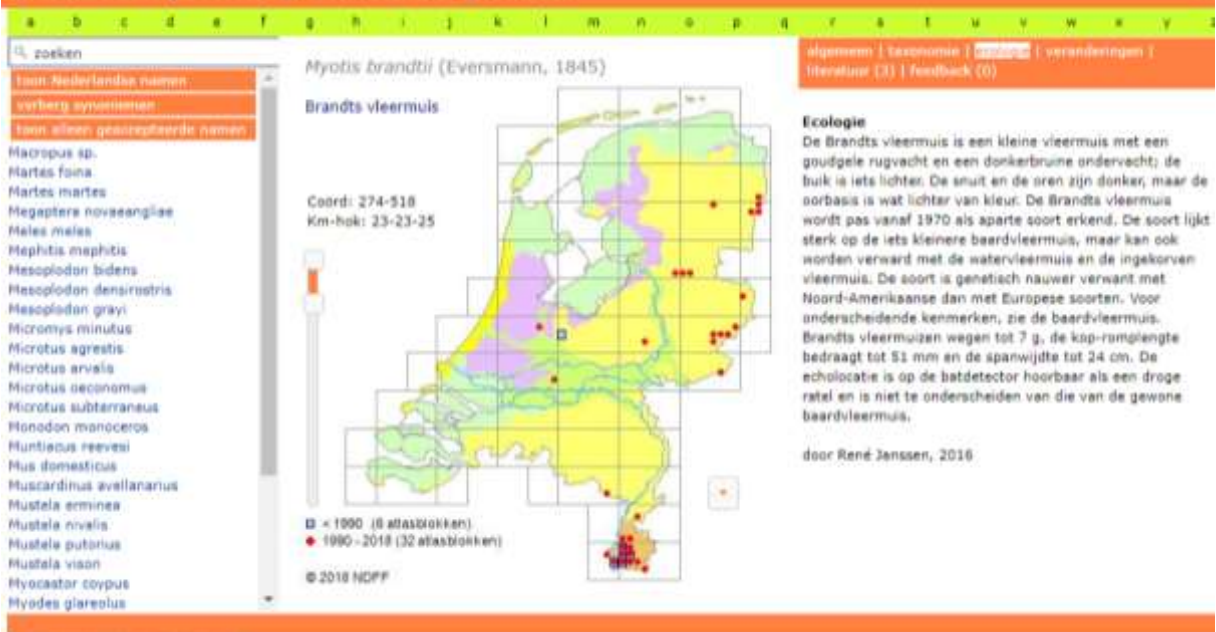 a b c d e f g h i j k l m n o p q r s t u v w x y z
zoeken
toon Nederlandse namen
verberg synoniemen
toon alleen geaccepteerde namen
Macropus sp.
Martes foina
Martes martes
Megaptera novaeangliae
Meles meles
Mephitis mephitis
Mesoplodon bidens
Mesoplodon densirostris
Mesoplodon grayi
Micromys minutus
Microtus agrestis
Microtus arvalis
Microtus oeconomus
Microtus subterraneus
Monodon monoceros
Muntiacus reevesi
Mus domesticus
Muscardinus avellanarius
Mustela erminea
Mustela nivalis
Mustela putorius
Mustela vison
Myocastor coypus
Myodes glareolus
Myotis brandtii (Eversmann, 1845)
Brandts vleermuis
Coord: 274-518
Km-hok: 23-23-25
< 1990 (6 atlasblokken)
1990 - 2018 (32 atlasblokken)
© 2018 NDFF
algemeen | taxonomie | ecologie | veranderingen |
literatuur (3) | feedback (0)
Ecologie
De Brandts vleermuis is een kleine vleermuis met een
goudgele rugvacht en een donkerbruine ondervacht; de
buik is iets lichter. De snuit en de oren zijn donker, maar de
oorbasis is wat lichter van kleur. De Brandts vleermuis
wordt pas vanaf 1970 als aparte soort erkend. De soort lijkt
sterk op de iets kleinere baardvleermuis, maar kan ook
worden verward met de watervleermuis en de ingekorven
vleermuis. De soort is genetisch nauwer verwant met
Noord-Amerikaanse dan met Europese soorten. Voor
onderscheidende kenmerken, zie de baardvleermuis.
Brandts vleermuizen wegen tot 7 g, de kop-romplengte
bedraagt tot 51 mm en de spanwijdte tot 24 cm. De
echolocatie is op de batdetector hoorbaar als een droge
ratel en is niet te onderscheiden van die van de gewone
baardvleermuis.
door René Janssen, 2016